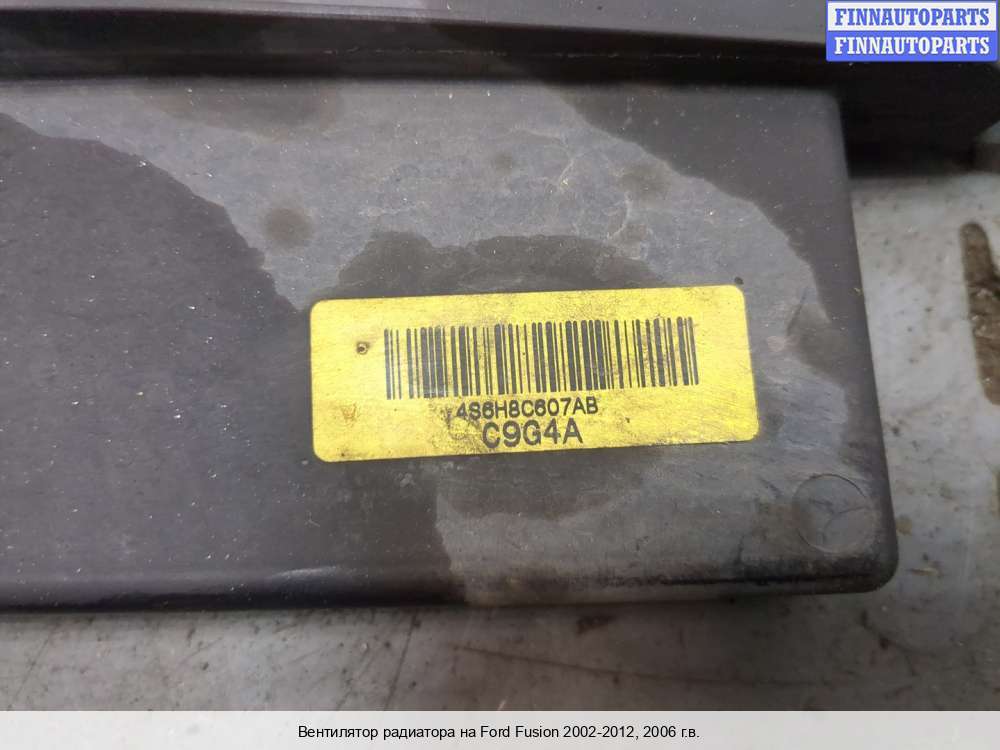 FINNAUTOPARTS
FINNAUTOPARTS
4S6H8C607AB
C9G4A
Вентилятор радиатора на Ford Fusion 2002-2012, 2006 г.в.